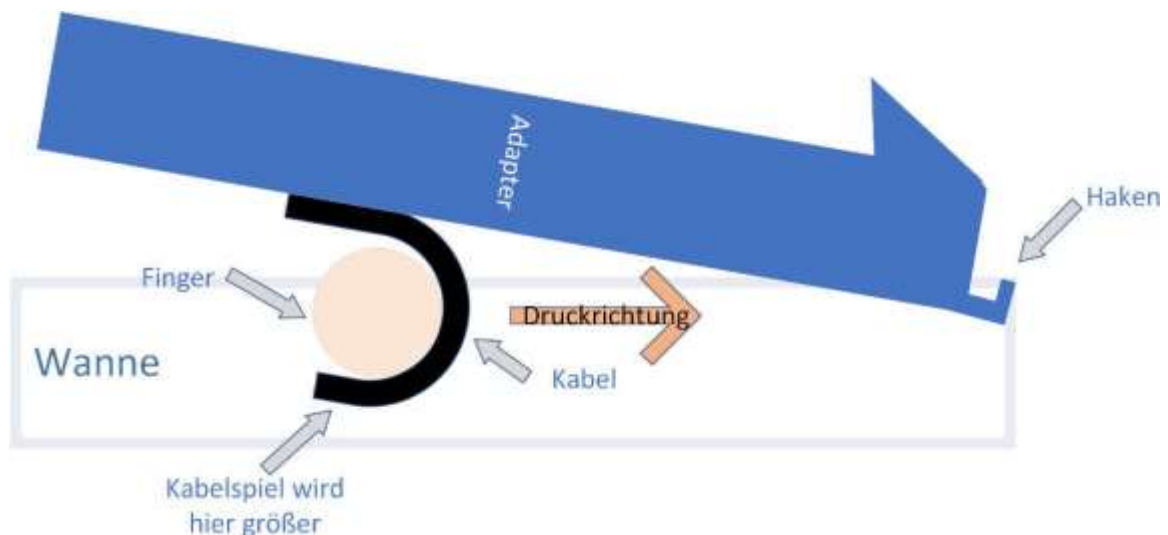 Adapter
Haken
Finger
Druckrichtung
Wanne
Kabel
Kabelspiel wird
hier größer